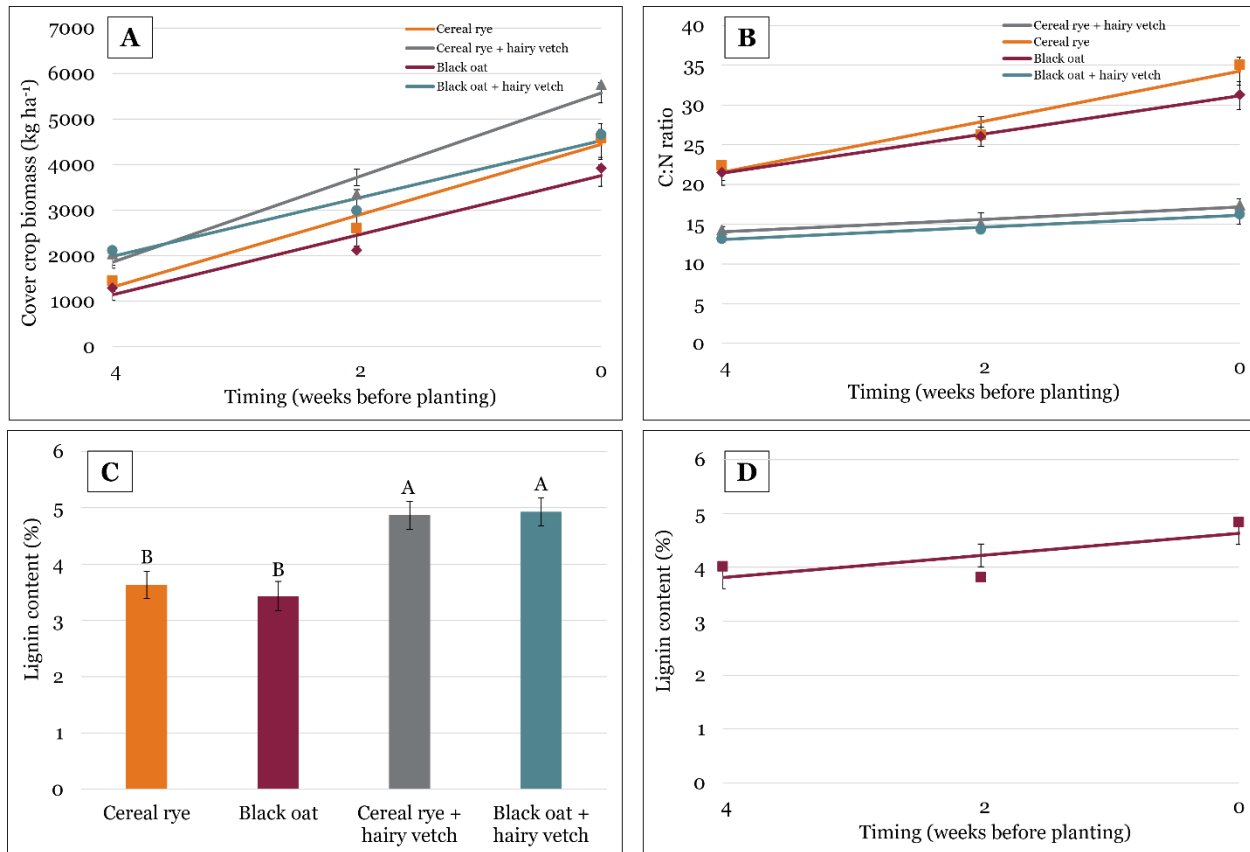 A
Cereal rye
Cereal rye + hairy vetch
Black oat
Black oat + hairy vetch
Cover crop biomass (kg ha⁻¹)
7000
6000
5000
4000
3000
2000
1000
0
4
2
0
Timing (weeks before planting)
B
Cereal rye + hairy vetch
Cereal rye
Black oat
Black oat + hairy vetch
C:N ratio
40
35
30
25
20
15
10
5
0
4
2
0
Timing (weeks before planting)
C
Lignin content (%)
6
5
4
3
2
1
0
B
B
A
A
Cereal rye
Black oat
Cereal rye +
hairy vetch
Black oat +
hairy vetch
D
Lignin content (%)
6
5
4
3
2
1
0
4
2
0
Timing (weeks before planting)